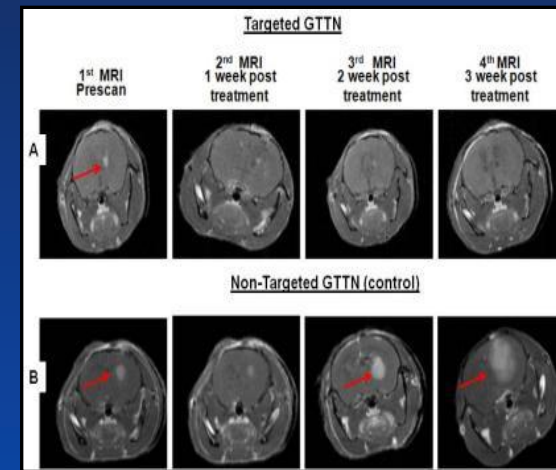 Targeted GTTN
1st MRI
Prescan
2nd MRI
1 week post
treatment
3rd MRI
2 week post
treatment
4th MRI
3 week post
treatment
A
Non-Targeted GTTN (control)
B